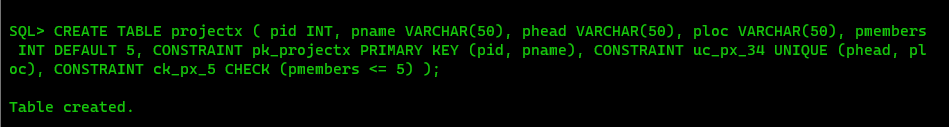 SQL> CREATE TABLE projectx ( pid INT, pname VARCHAR(50), phead VARCHAR(50), ploc VARCHAR(50), pmembers
 INT DEFAULT 5, CONSTRAINT pk_projectx PRIMARY KEY (pid, pname), CONSTRAINT uc_px_34 UNIQUE (phead, pl
oc), CONSTRAINT ck_px_5 CHECK (pmembers <= 5) );
Table created.